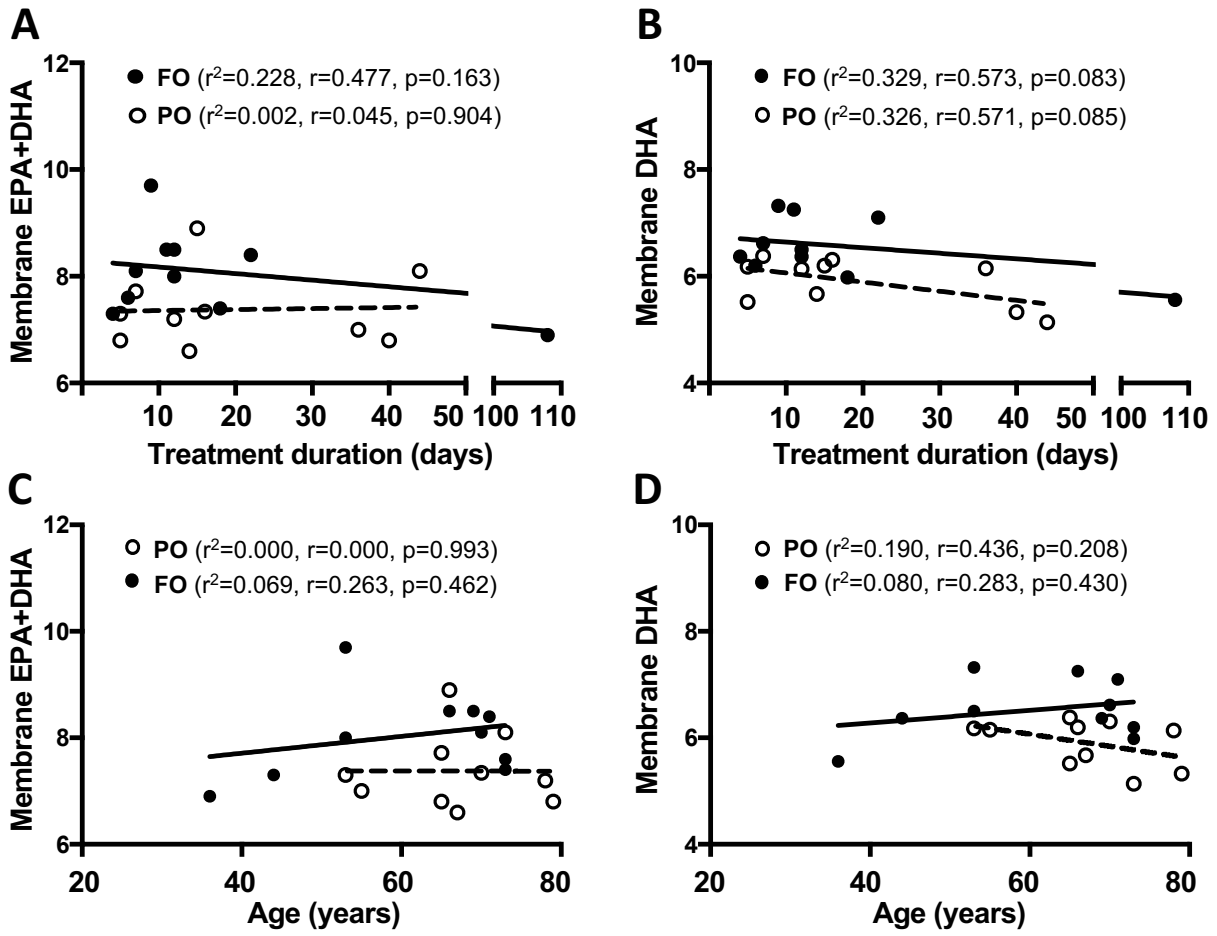 A
Membrane EPA+DHA
12
10
8
6
FO (r²=0.228, r=0.477, p=0.163)
PO (r²=0.002, r=0.045, p=0.904)
10 20 30 40 50 100 110
Treatment duration (days)
B
Membrane DHA
10
8
6
4
FO (r²=0.329, r=0.573, p=0.083)
PO (r²=0.326, r=0.571, p=0.085)
10 20 30 40 50 100 110
Treatment duration (days)
C
Membrane EPA+DHA
12
10
8
6
PO (r²=0.000, r=0.000, p=0.993)
FO (r²=0.069, r=0.263, p=0.462)
20 40 60 80
Age (years)
D
Membrane DHA
10
8
6
4
PO (r²=0.190, r=0.436, p=0.208)
FO (r²=0.080, r=0.283, p=0.430)
20 40 60 80
Age (years)